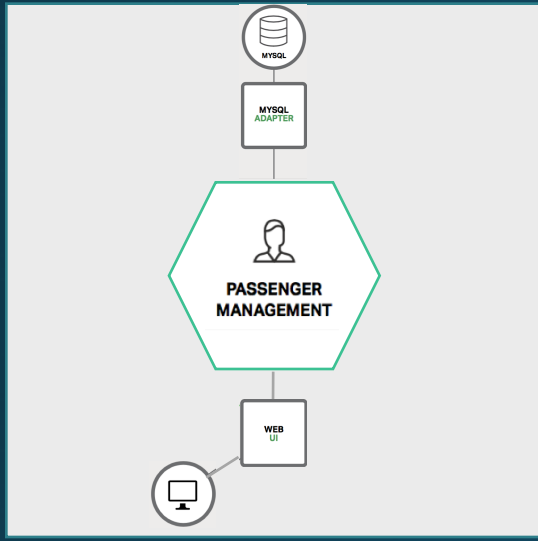 MYSQL
MYSQL
ADAPTER
PASSENGER
MANAGEMENT
WEB
UI